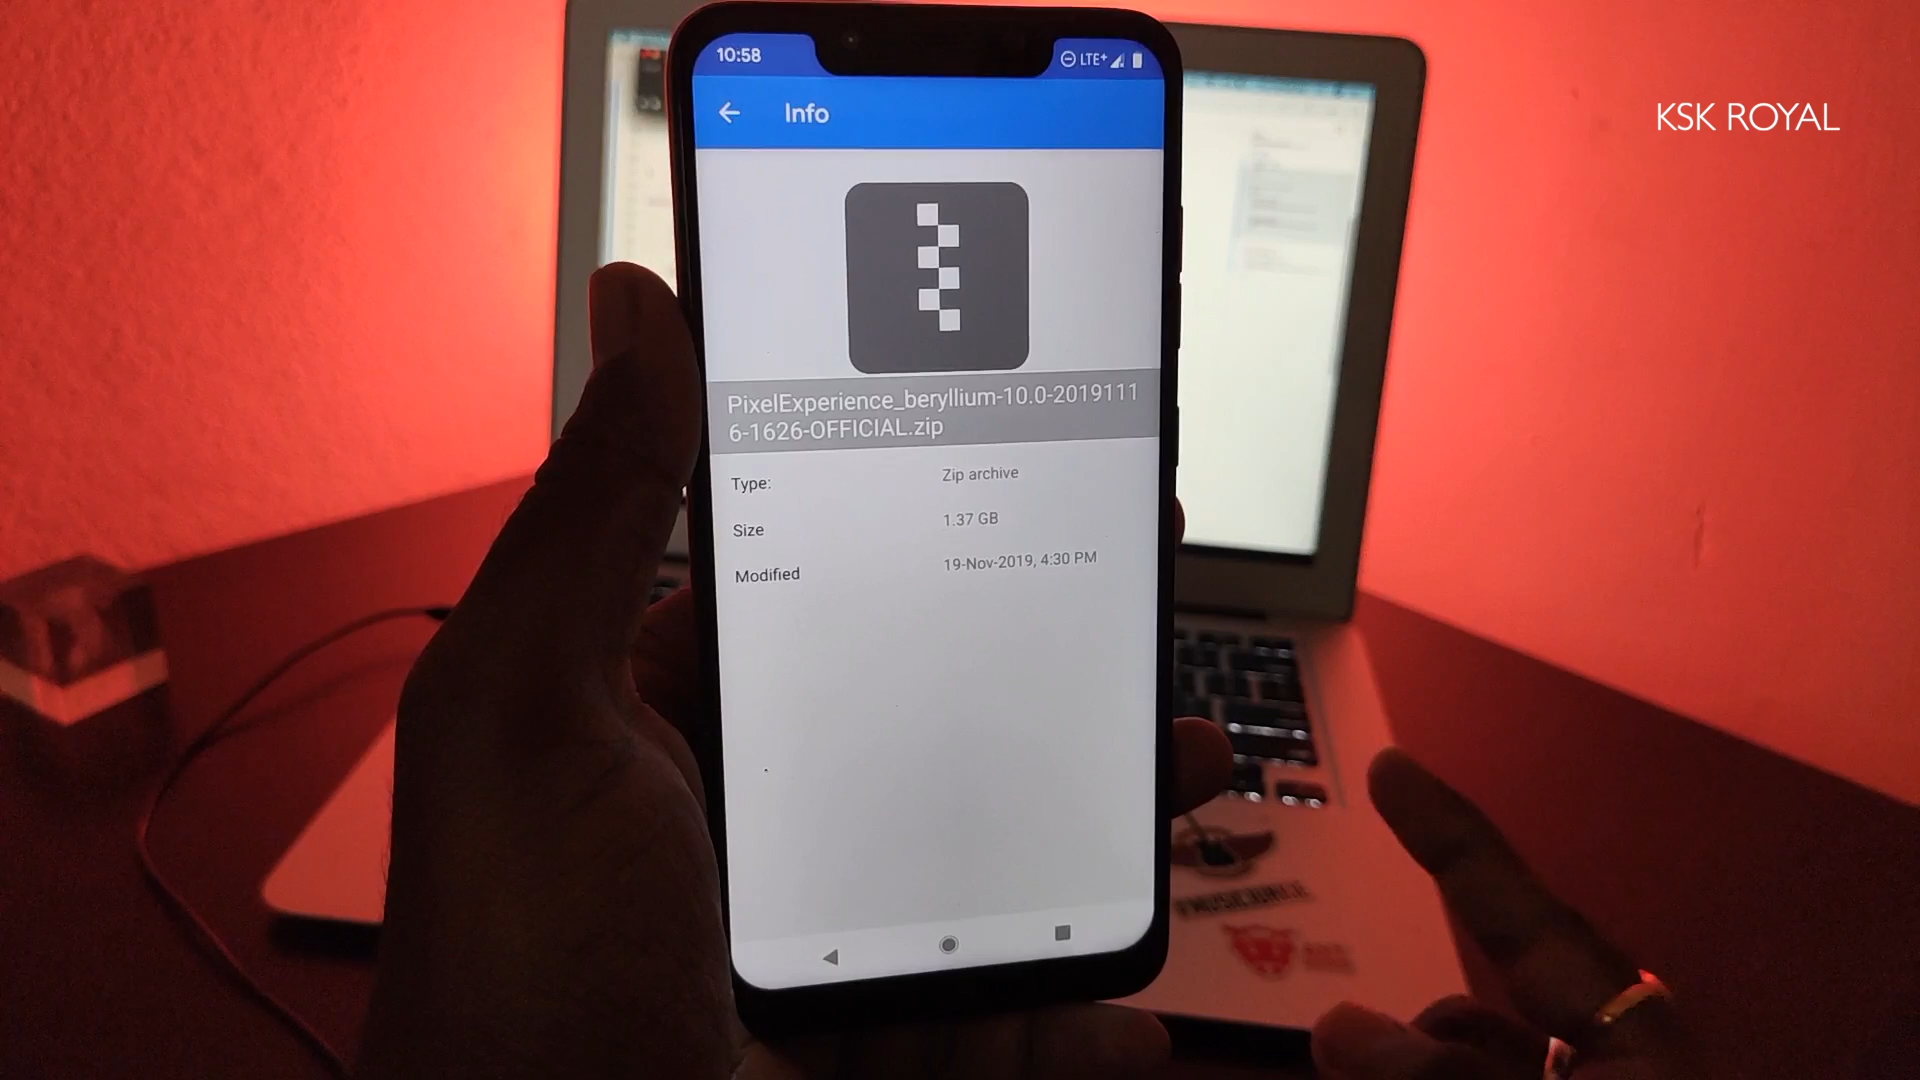 10:58
LTE+
Info
KSK ROYAL
PixelExperience_beryllium-10.0-2019111
6-1626-OFFICIAL.zip
Type: Zip archive
Size 1.37 GB
Modified 19-Nov-2019, 4:30 PM